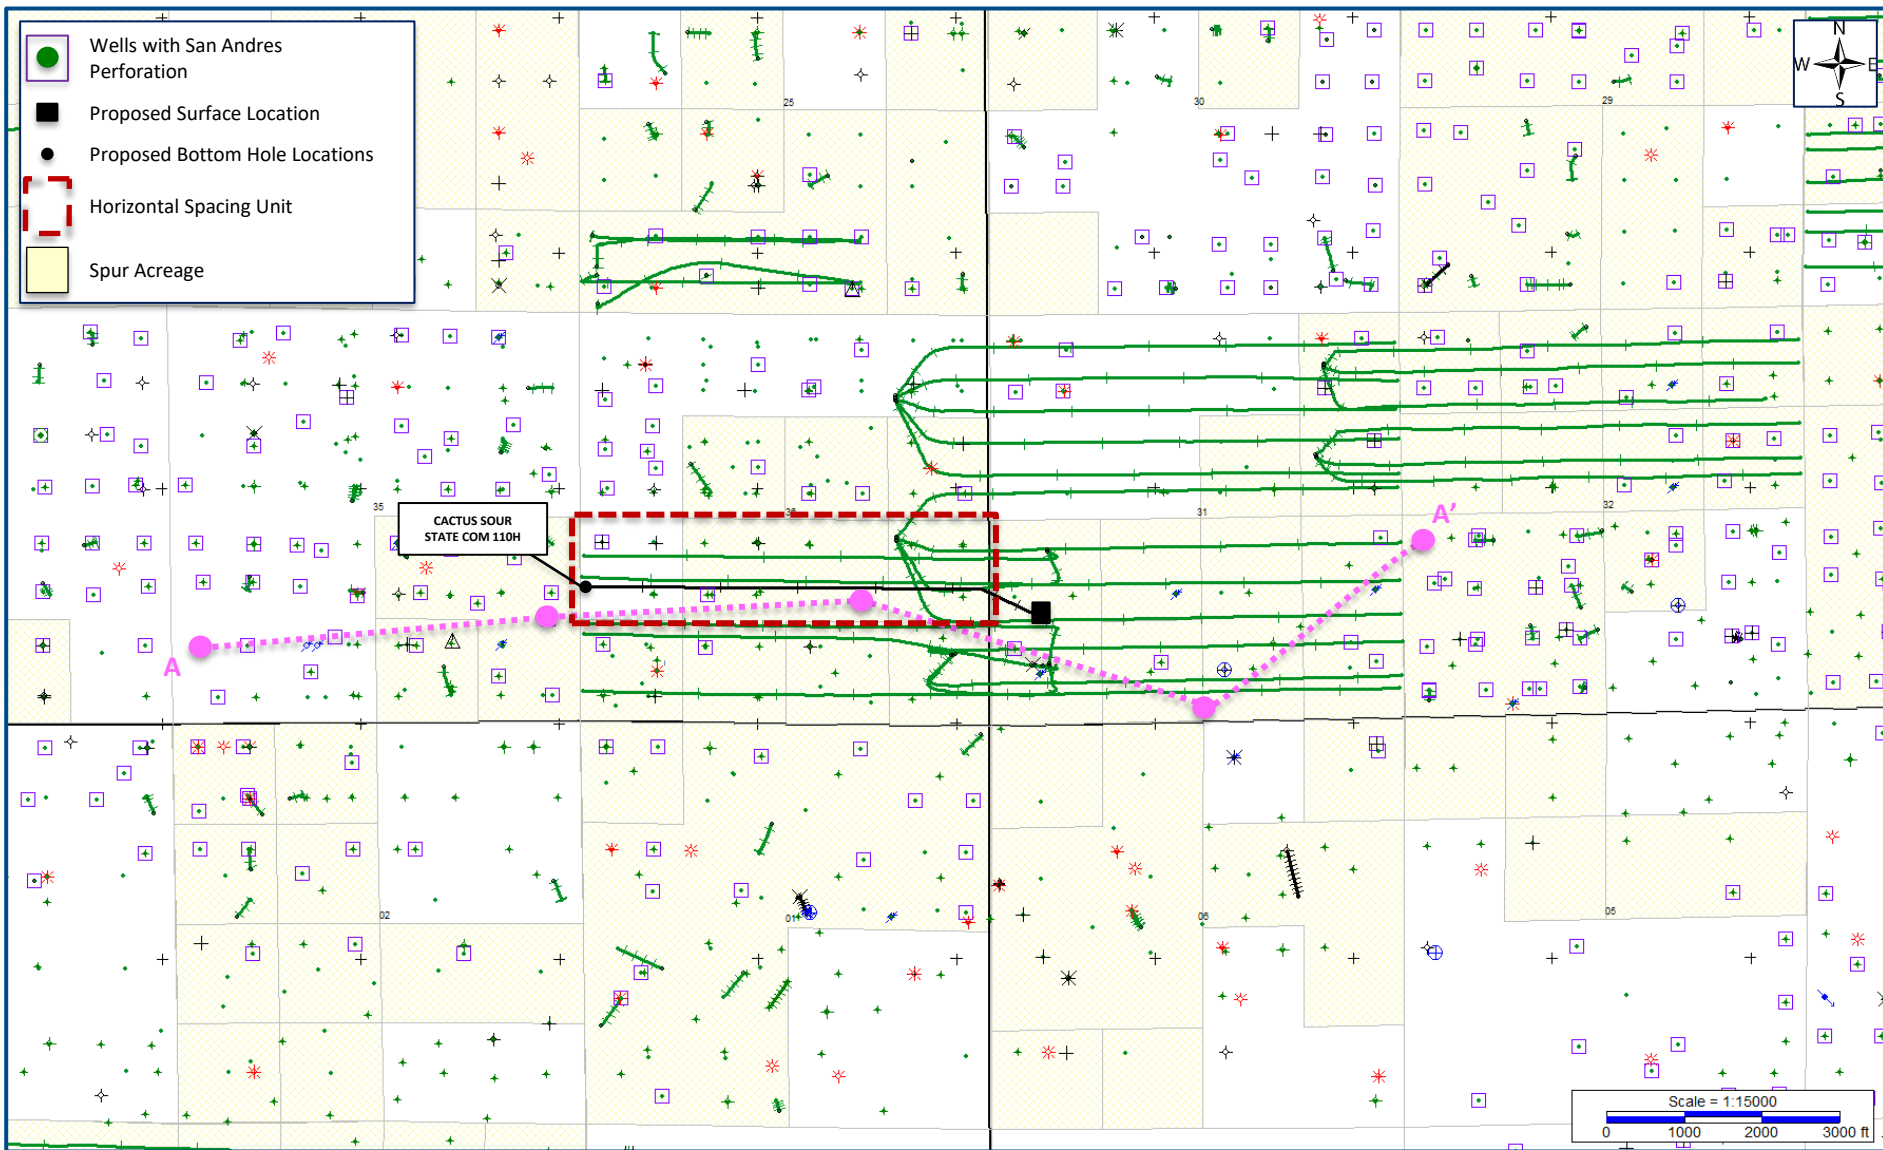 Wells with San Andres
Perforation
Proposed Surface Location
Proposed Bottom Hole Locations
Horizontal Spacing Unit
Spur Acreage
N
W
E
S
25
30
29
35
31
32
CACTUS SOUR
STATE COM 110H
A
A'
02
01
05
Scale = 1:15000
0 1000 2000 3000 ft